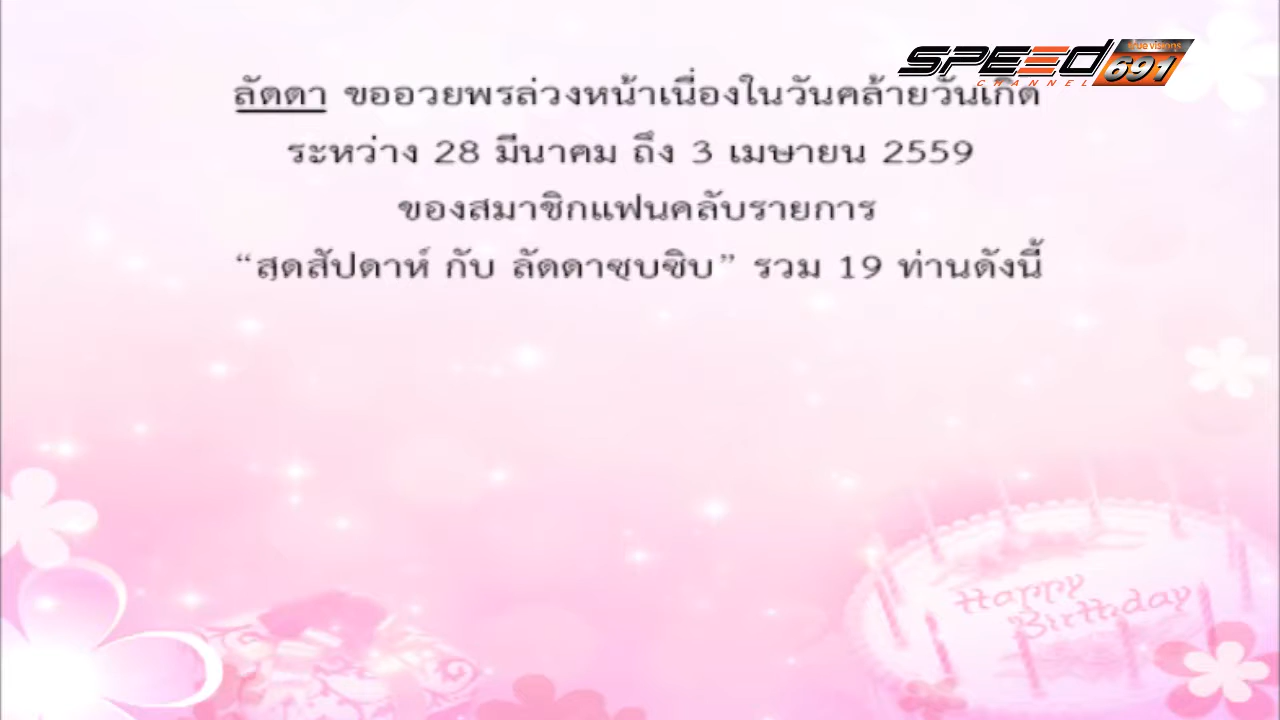 SPEED
CHANNEL
true visions
691
ลัดดา ขออวยพรล่วงหน้าเนื่องในวันคล้ายวันเกิด
ระหว่าง 28 มีนาคม ถึง 3 เมษายน 2559
ของสมาชิกแฟนคลับรายการ
“สุดสัปดาห์ กับ ลัดดาซุบซิบ” รวม 19 ท่านดังนี้
Happy
Birthday